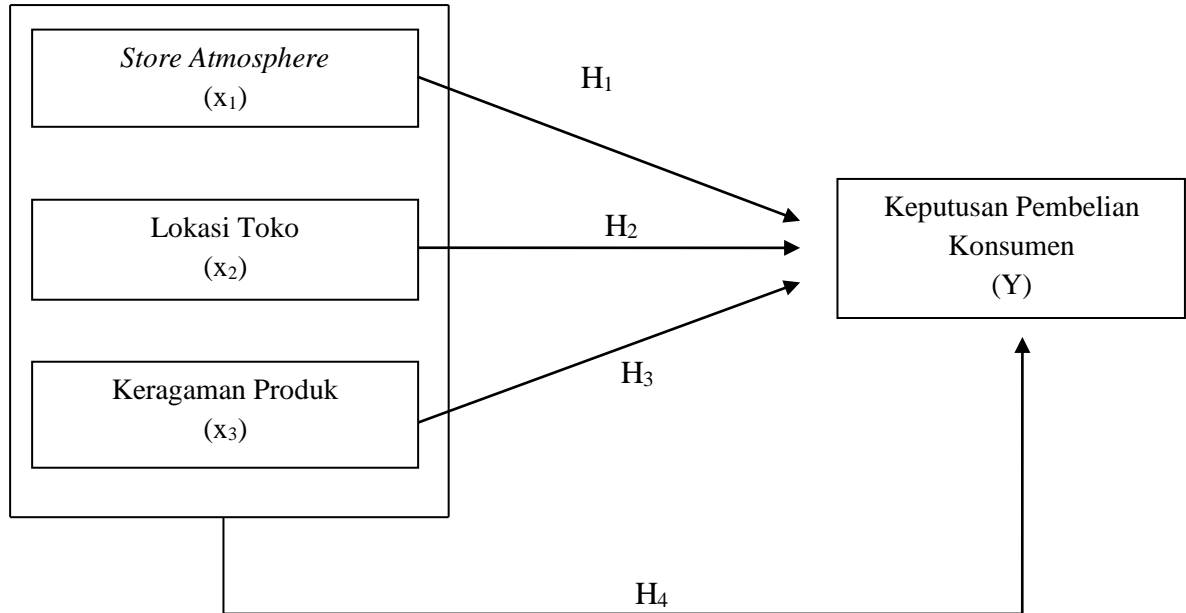 Store Atmosphere
(x₁)
H₁
Lokasi Toko
(x₂)
H₂
Keputusan Pembelian
Konsumen
(Y)
Keragaman Produk
(x₃)
H₃
H₄